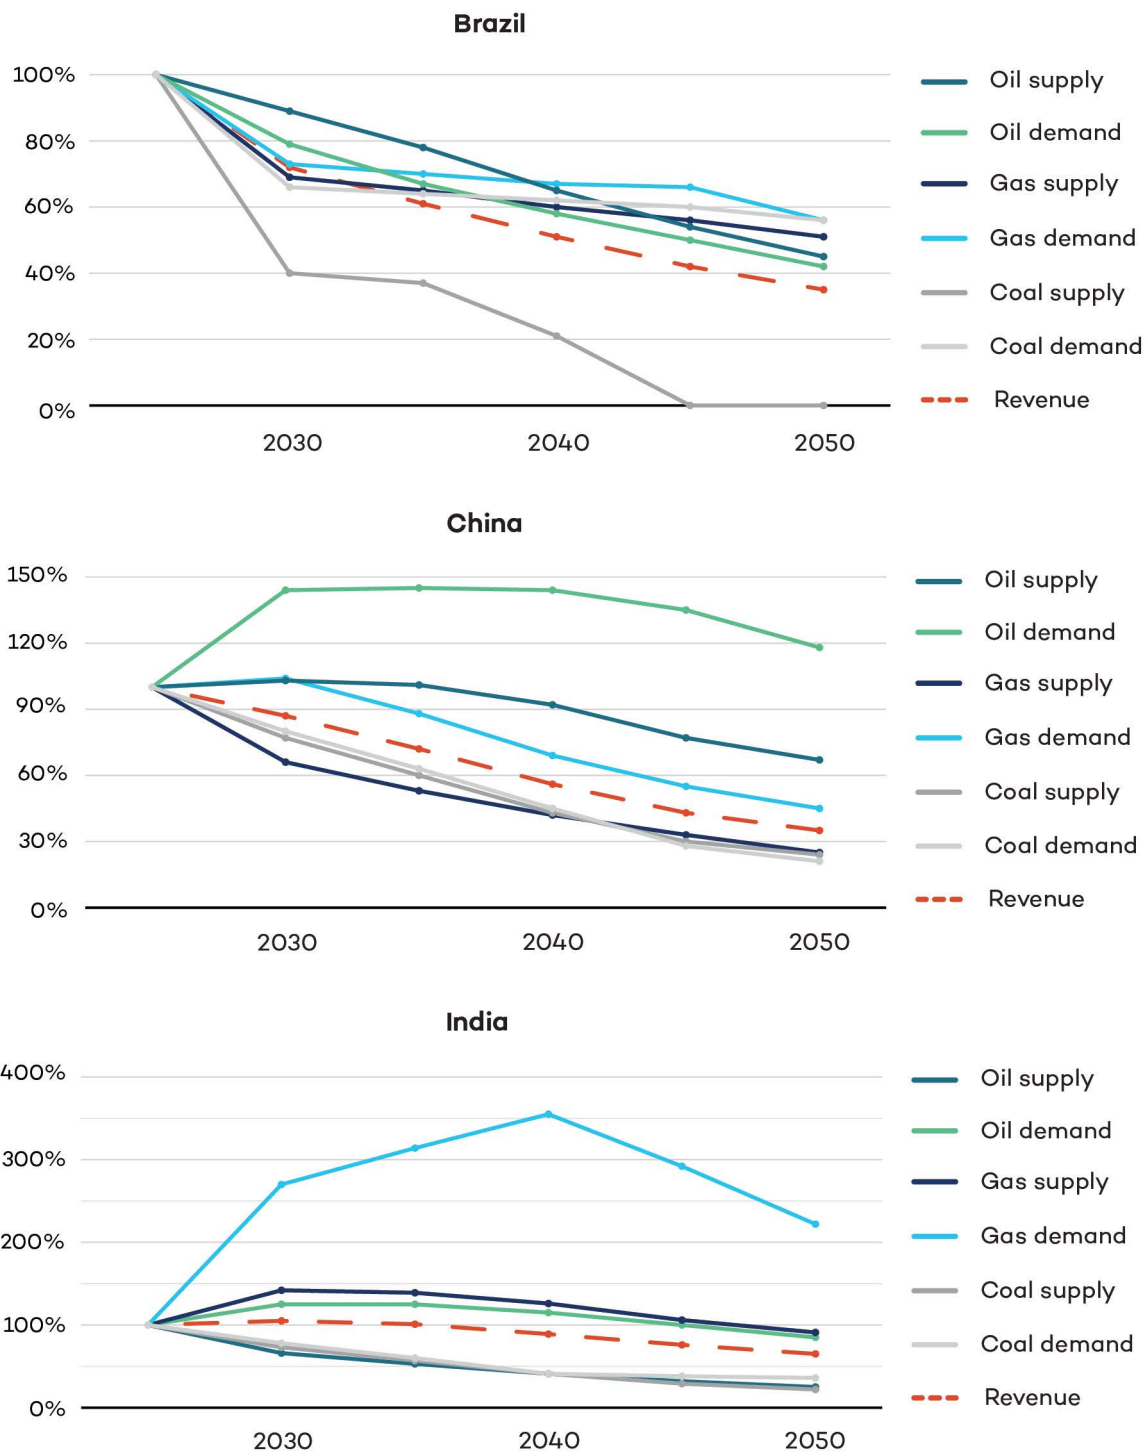 Brazil
100%
80%
60%
40%
20%
0%
2030 2040 2050
Oil supply
Oil demand
Gas supply
Gas demand
Coal supply
Coal demand
Revenue
China
150%
120%
90%
60%
30%
0%
2030 2040 2050
Oil supply
Oil demand
Gas supply
Gas demand
Coal supply
Coal demand
Revenue
India
400%
300%
200%
100%
0%
2030 2040 2050
Oil supply
Oil demand
Gas supply
Gas demand
Coal supply
Coal demand
Revenue